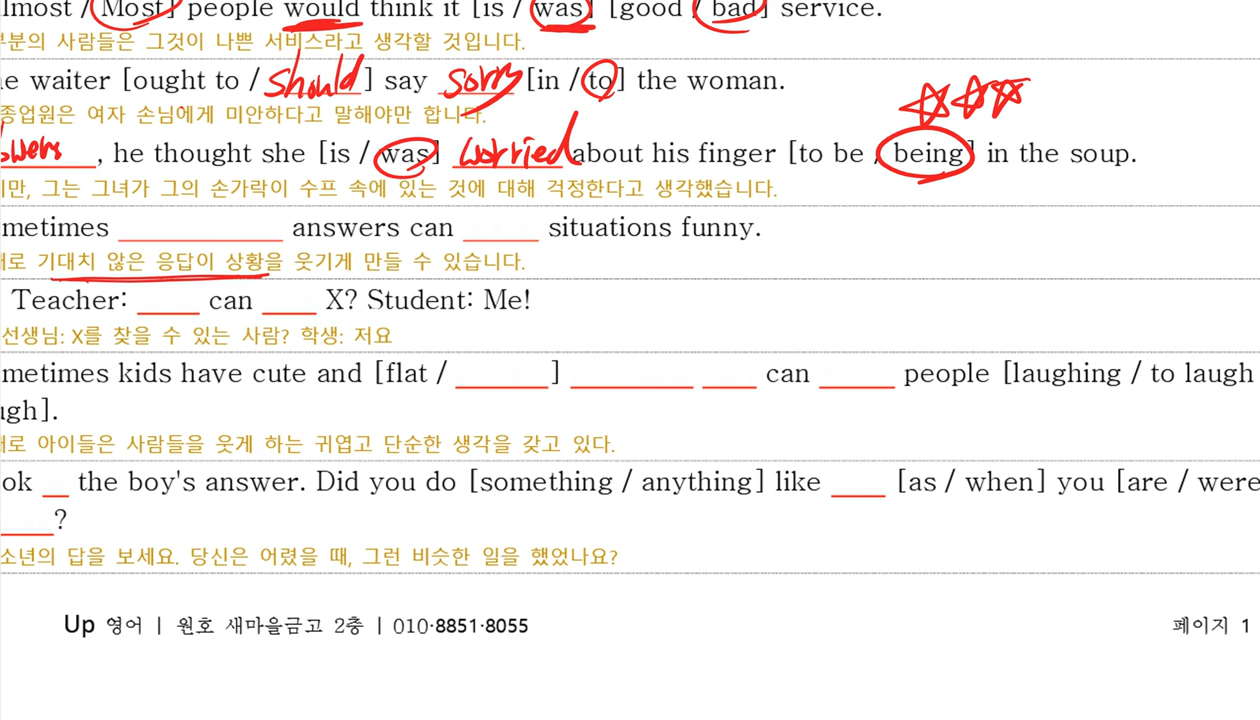 lmost / Most] people would think it [is / was] [good / bad] service.
부분의 사람들은 그것이 나쁜 서비스라고 생각할 것입니다.
e waiter [ought to / should] say sorry [in / to] the woman.
종업원은 여자 손님에게 미안하다고 말해야만 합니다.
, he thought she [is / was] worried about his finger [to be / being] in the soup.
지만, 그는 그녀가 그의 손가락이 수프 속에 있는 것에 대해 걱정한다고 생각했습니다.
metimes ____ answers can ____ situations funny.
로 기대치 않은 응답이 상황을 웃기게 만들 수 있습니다.
Teacher: ____ can ____ X? Student: Me!
선생님: X를 찾을 수 있는 사람? 학생: 저요
metimes kids have cute and [flat / ____ ] ____ ____ can ____ people [laughing / to laugh
gh].
로 아이들은 사람들을 웃게 하는 귀엽고 단순한 생각을 갖고 있다.
ok __ the boy's answer. Did you do [something / anything] like ____ [as / when] you [are / were
____?
소년의 답을 보세요. 당신은 어렸을 때, 그런 비슷한 일을 했었나요?
Up 영어 | 원호 새마을금고 2층 | 010·8851·8055
페이지 1